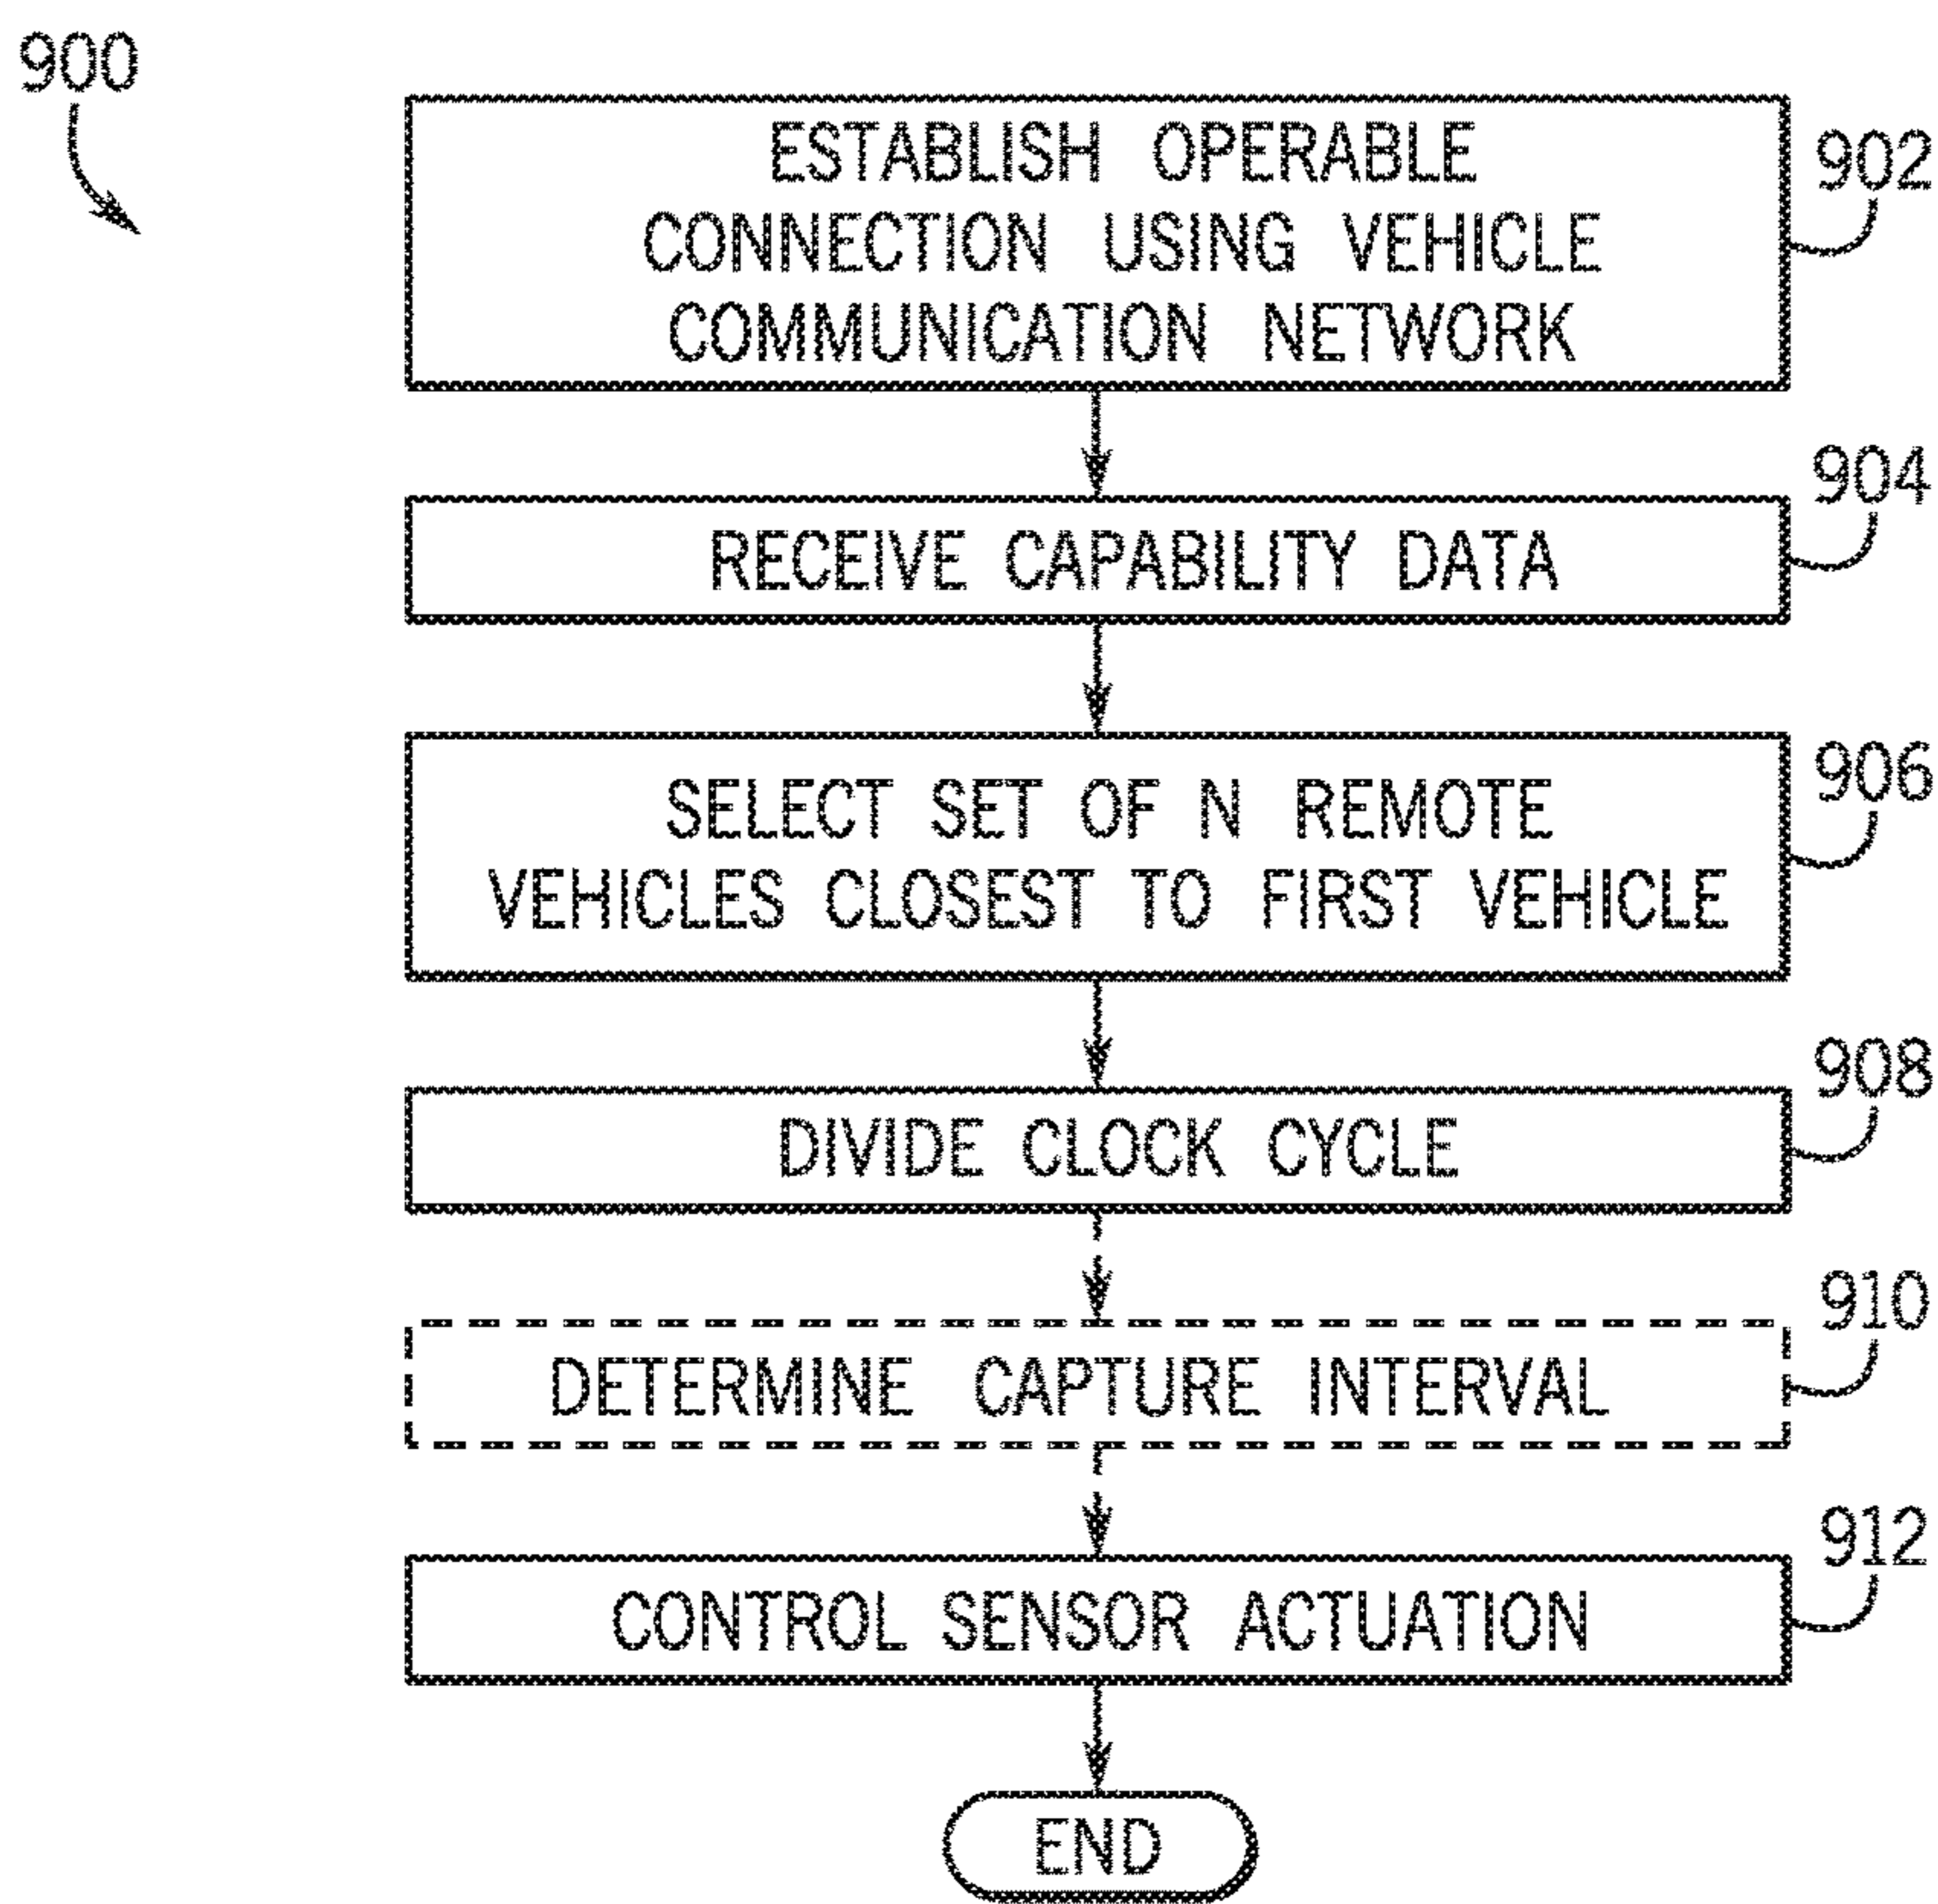 900
ESTABLISH OPERABLE
CONNECTION USING VEHICLE
COMMUNICATION NETWORK
902
RECEIVE CAPABILITY DATA
904
SELECT SET OF N REMOTE
VEHICLES CLOSEST TO FIRST VEHICLE
906
DIVIDE CLOCK CYCLE
908
DETERMINE CAPTURE INTERVAL
910
CONTROL SENSOR ACTUATION
912
END